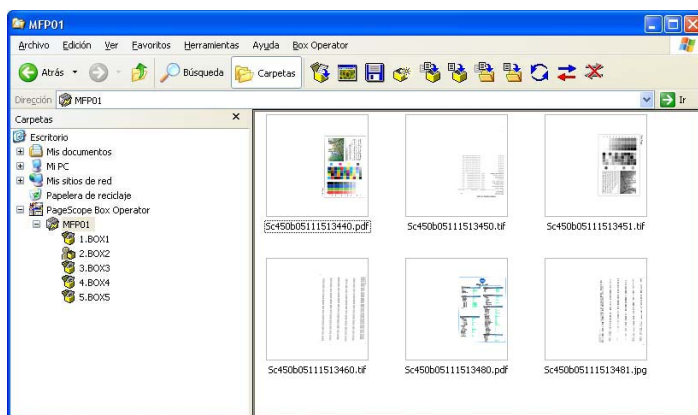 MFP01
Archivo Edición Ver Favoritos Herramientas Ayuda Box Operator
Atrás Búsqueda Carpetas
Dirección MFP01 Ir
Carpetas
Escritorio
Mis documentos
Mi PC
Mis sitios de red
Papelera de reciclaje
PageScope Box Operator
MFP01
1.BOX1
2.BOX2
3.BOX3
4.BOX4
5.BOX5
Sc450b05111513440.pdf Sc450b05111513450.tif Sc450b05111513451.tif
Sc450b05111513460.tif Sc450b05111513480.pdf Sc450b05111513481.jpg